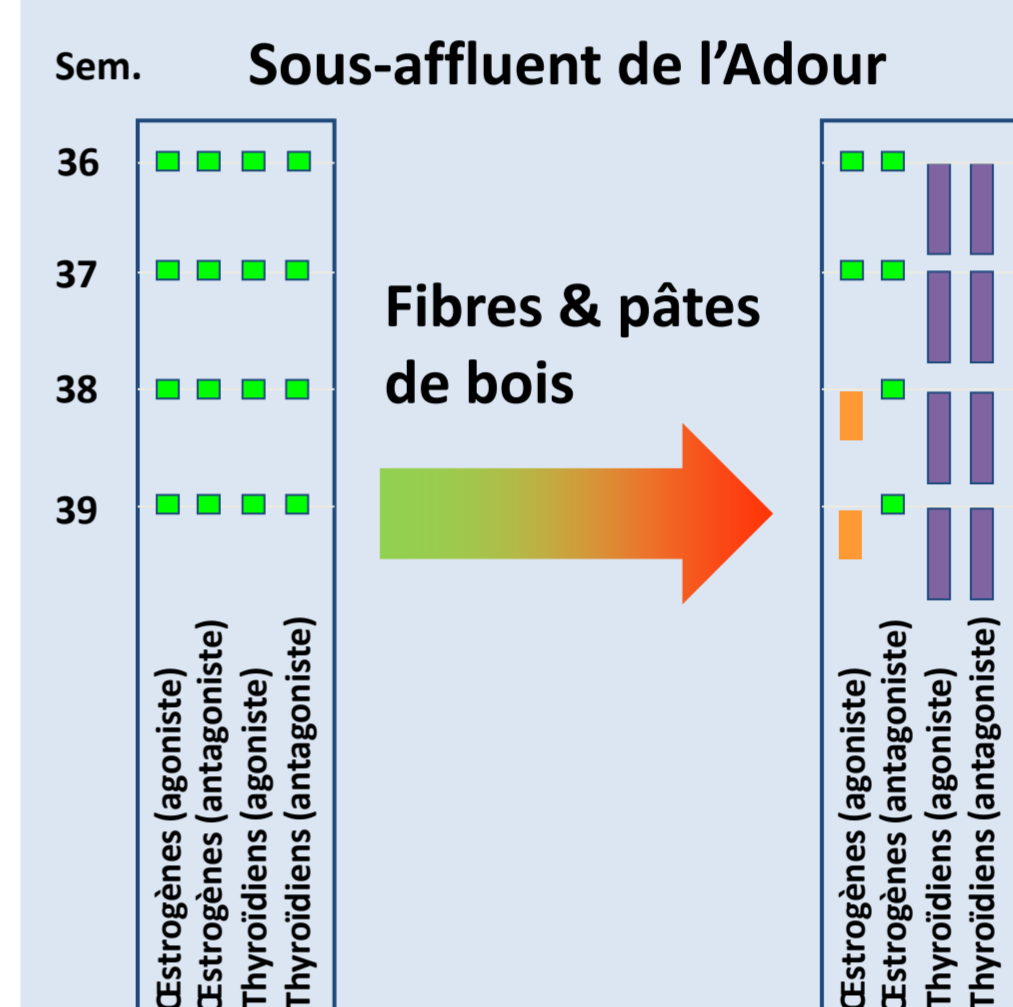 Sem.
Sous-affluent de l’Adour
36
37
38
39
Fibres & pâtes
de bois
Œstrogènes (agoniste)
Œstrogènes (antagoniste)
Thyroïdiens (agoniste)
Thyroïdiens (antagoniste)
Œstrogènes (agoniste)
Œstrogènes (antagoniste)
Thyroïdiens (agoniste)
Thyroïdiens (antagoniste)